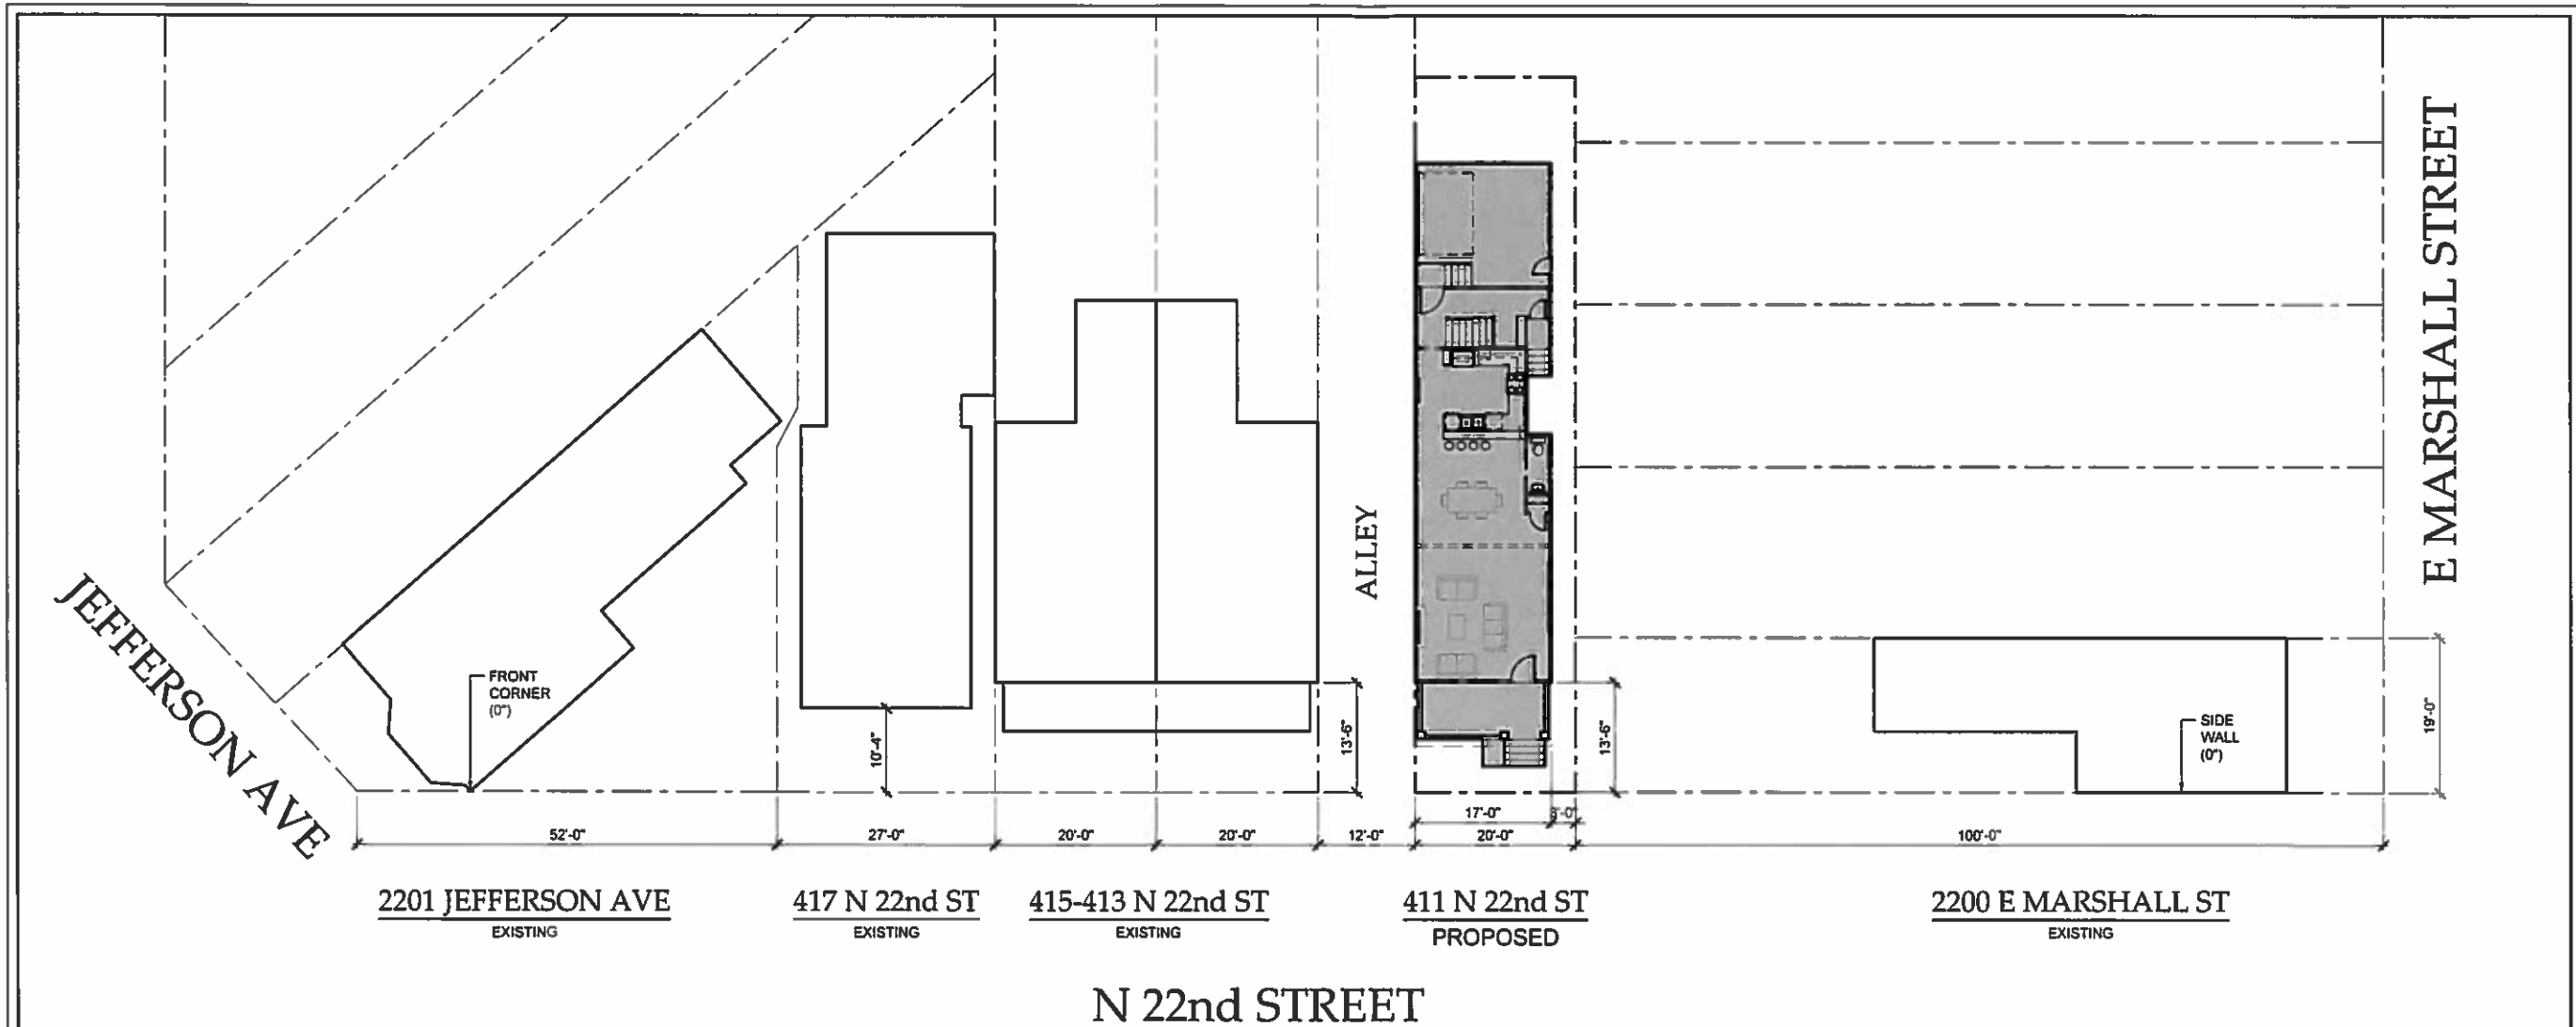 E MARSHALL STREET
ALLEY
JEFFERSON AVE
FRONT
CORNER
(0")
10'-4"
13'-6"
13'-6"
SIDE
WALL
(0")
19'-0"
17'-0"
52'-0"
27'-0"
20'-0"
20'-0"
12'-0"
20'-0"
100'-0"
2201 JEFFERSON AVE
EXISTING
417 N 22nd ST
EXISTING
415-413 N 22nd ST
EXISTING
411 N 22nd ST
PROPOSED
2200 E MARSHALL ST
EXISTING
N 22nd STREET